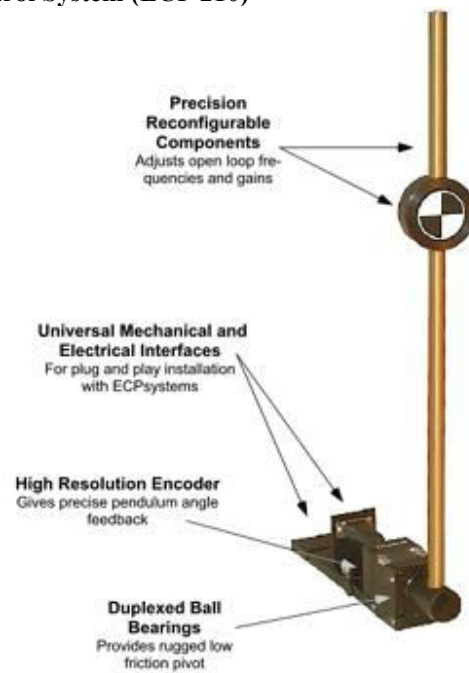 Precision
Reconfigurable
Components
Adjusts open loop fre-
quencies and gains
Universal Mechanical and
Electrical Interfaces
For plug and play installation
with ECPsystems
High Resolution Encoder
Gives precise pendulum angle
feedback
Duplexed Ball
Bearings
Provides rugged low
friction pivot